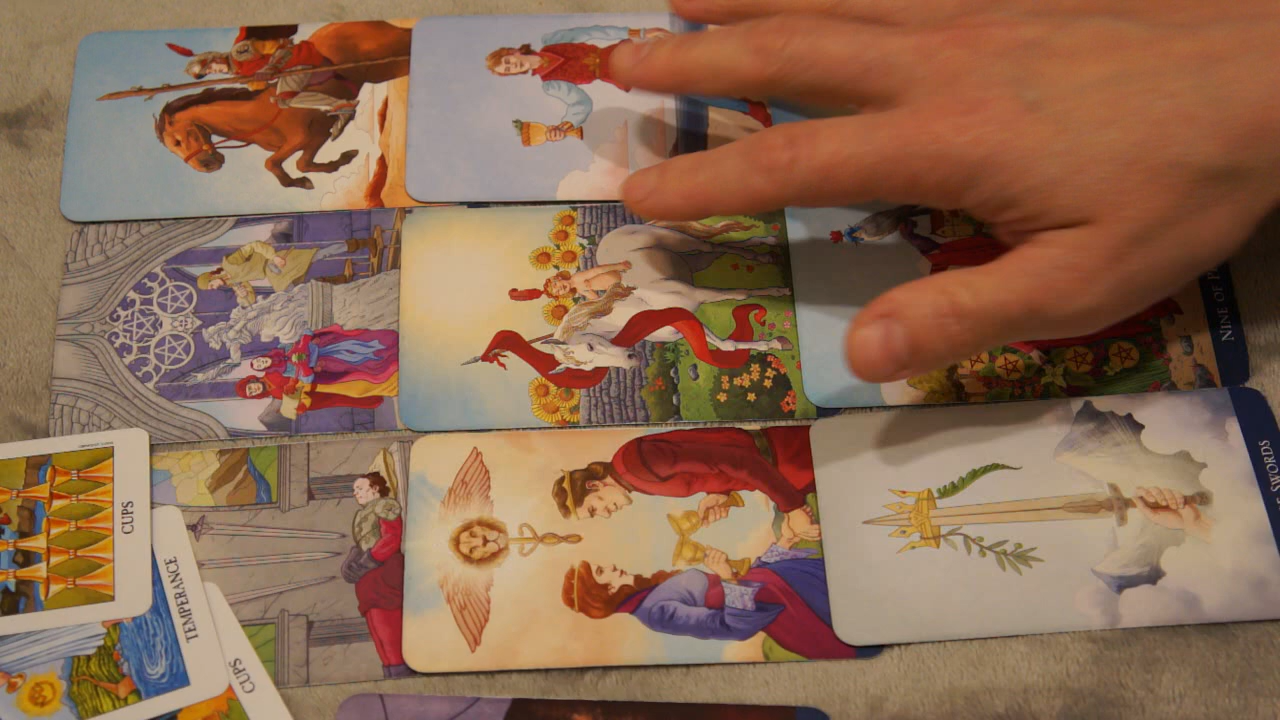 NINE OF P
SWORDS
CUPS
TEMPERANCE
CUPS